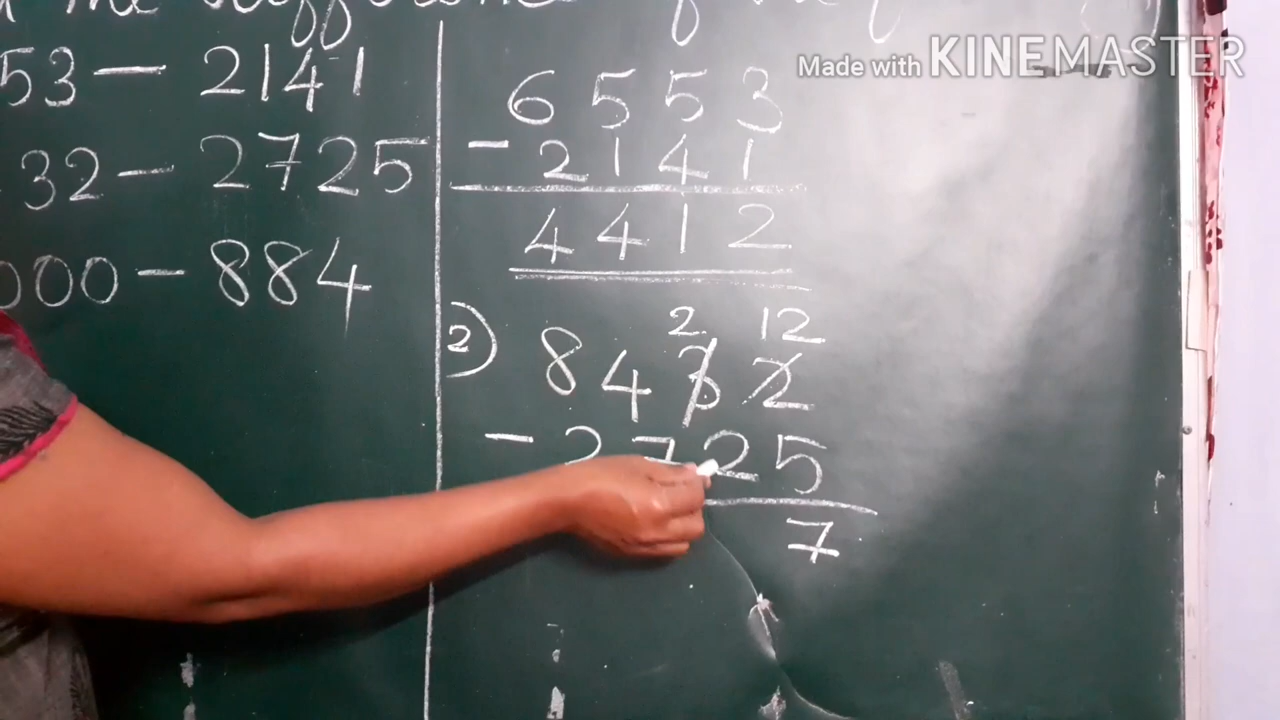 53 - 2141
32 - 2725
000 - 884
Made with KINEMASTER
6553
- 2141
4412
2 12
2) 8432
- 2725
7